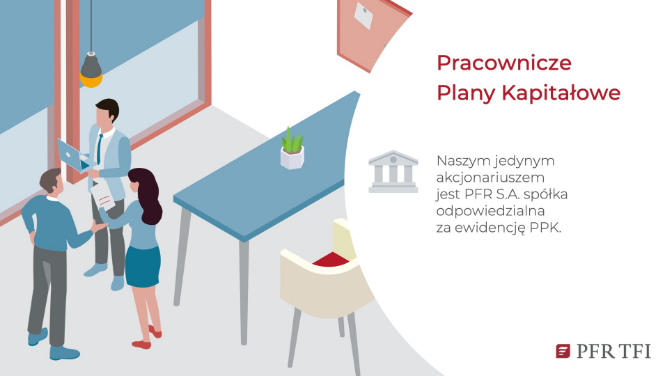 Pracownicze
Plany Kapitałowe
Naszym jedynym
akcjonariuszem
jest PFR S.A. spółka
odpowiedzialna
za ewidencję PPK.
PFR TFI